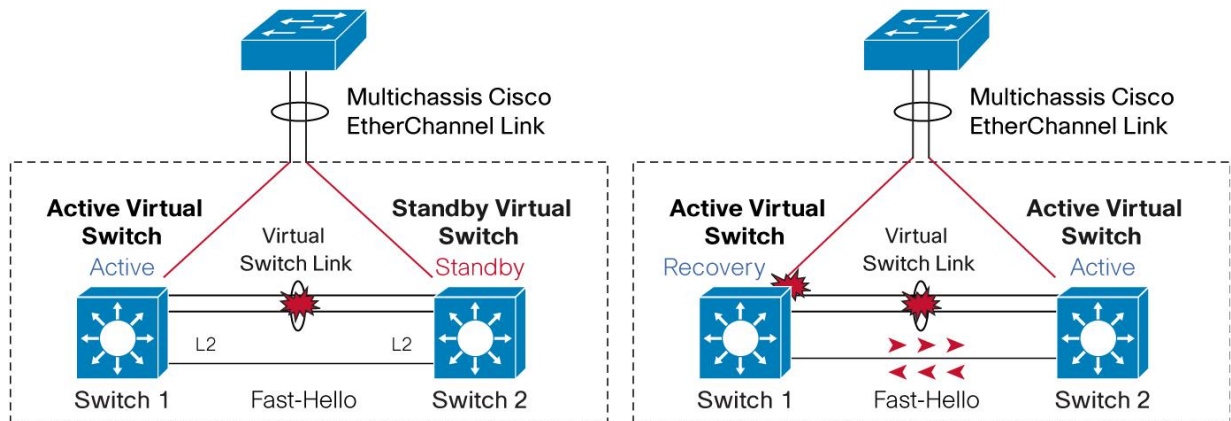 Multichassis Cisco
EtherChannel Link
Active Virtual
Switch
Active
Virtual
Switch Link
Standby Virtual
Switch
Standby
L2
L2
Switch 1
Fast-Hello
Switch 2
Multichassis Cisco
EtherChannel Link
Active Virtual
Switch
Recovery
Virtual
Switch Link
Active Virtual
Switch
Active
Switch 1
Fast-Hello
Switch 2